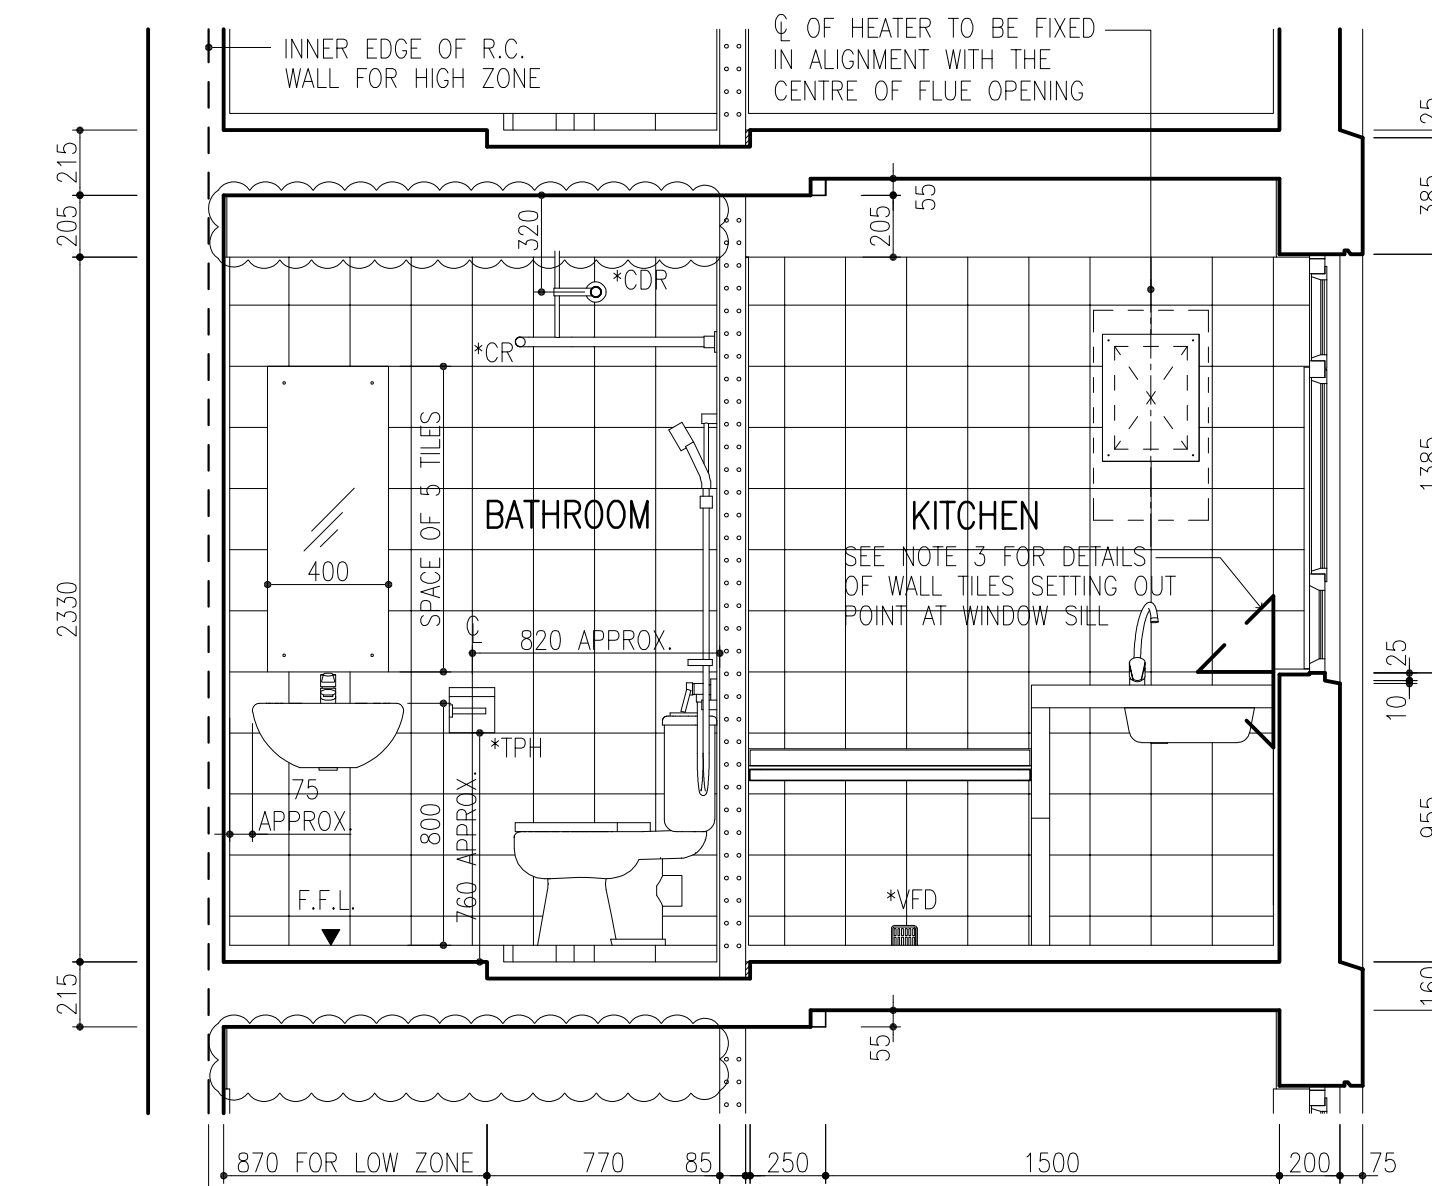 INNER EDGE OF R.C.
WALL FOR HIGH ZONE
℄ OF HEATER TO BE FIXED
IN ALIGNMENT WITH THE
CENTRE OF FLUE OPENING
25
215
205
385
320
205
55
*CDR
*CR
SPACE OF 5 TILES
BATHROOM
KITCHEN
1385
400
SEE NOTE 3 FOR DETAILS
OF WALL TILES SETTING OUT
POINT AT WINDOW SILL
2330
℄
820 APPROX.
25
10
*TPH
75
APPROX.
800
760 APPROX.
955
F.F.L.
*VFD
215
160
55
870 FOR LOW ZONE
770
85
250
1500
200
75